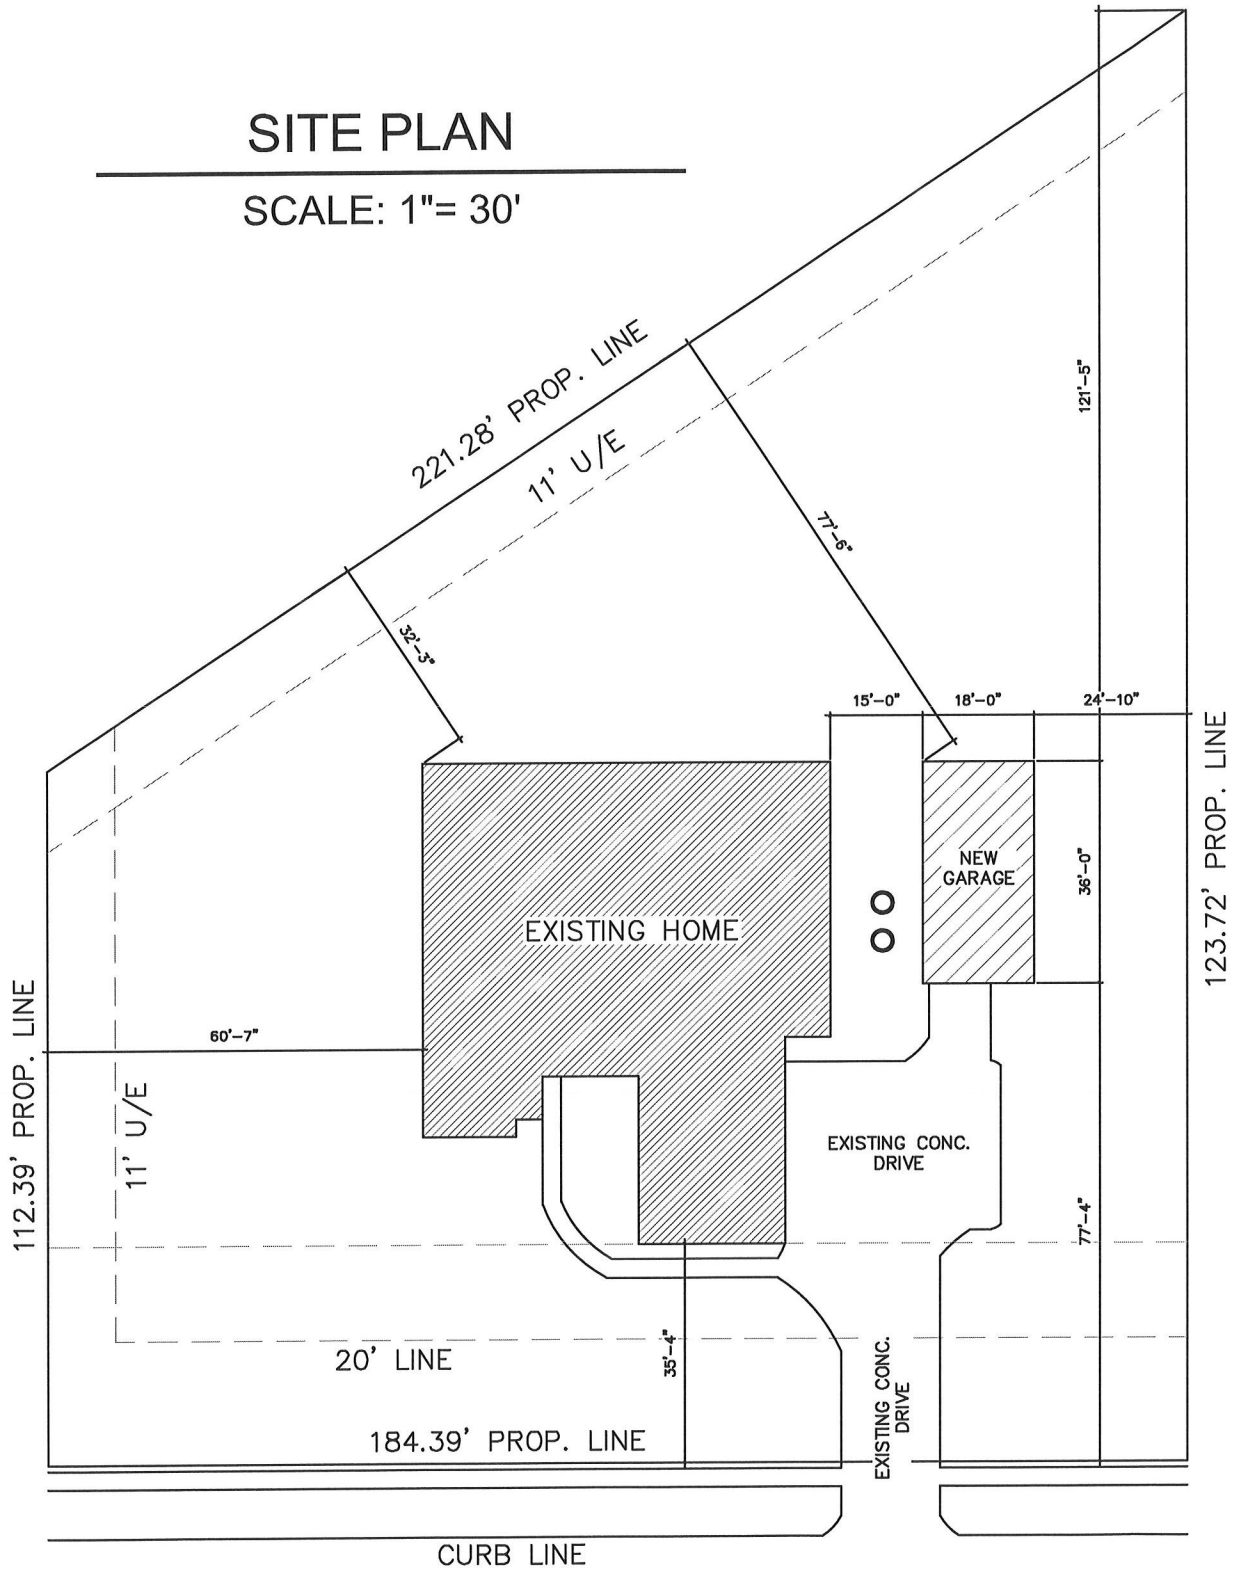 SITE PLAN
SCALE: 1"= 30'
221.28' PROP. LINE
11' U/E
121'-5"
77'-6"
32'-3"
15'-0"
18'-0"
24'-10"
123.72' PROP. LINE
NEW
GARAGE
36'-0"
EXISTING HOME
60'-7"
112.39' PROP. LINE
11' U/E
EXISTING CONC.
DRIVE
77'-4"
20' LINE
35'-4"
EXISTING CONC.
DRIVE
184.39' PROP. LINE
CURB LINE